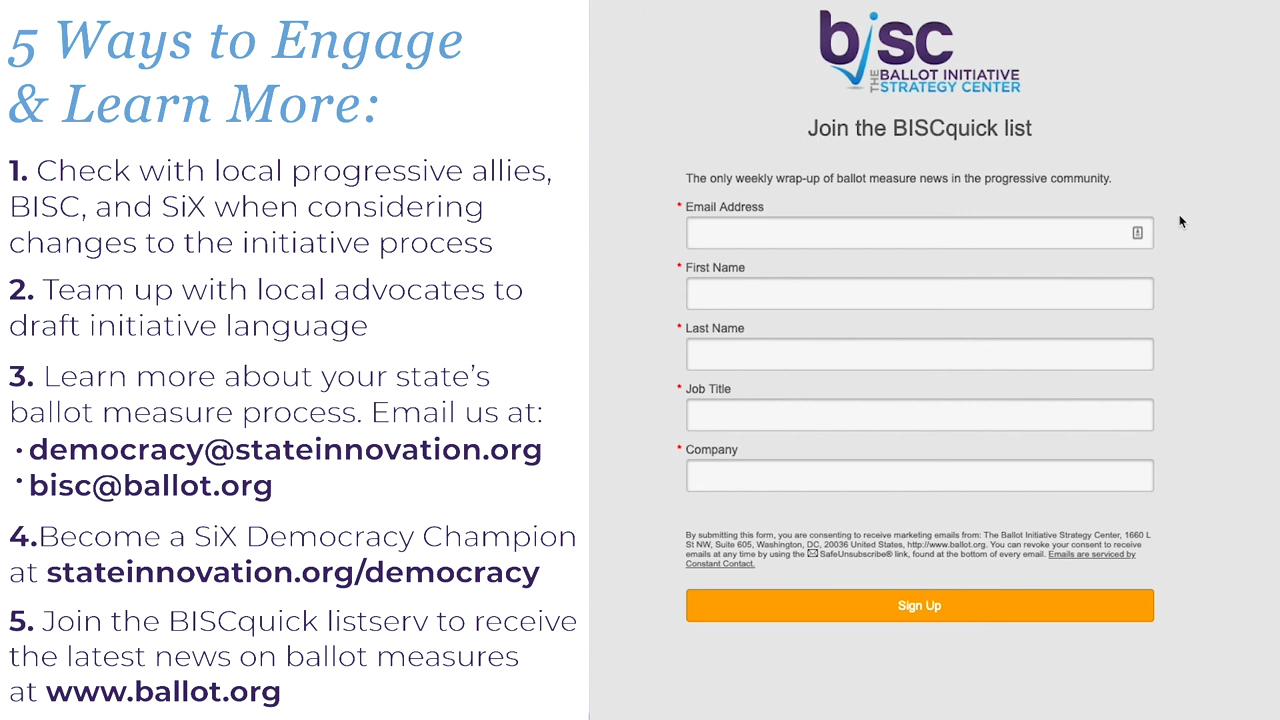 5 Ways to Engage
& Learn More:
1. Check with local progressive allies,
BISC, and SiX when considering
changes to the initiative process
2. Team up with local advocates to
draft initiative language
3. Learn more about your state's
ballot measure process. Email us at:
• democracy@stateinnovation.org
• bisc@ballot.org
4.Become a SiX Democracy Champion
at stateinnovation.org/democracy
5. Join the BISCquick listserv to receive
the latest news on ballot measures
at www.ballot.org
bisc
THE BALLOT INITIATIVE
STRATEGY CENTER
Join the BISCquick list
The only weekly wrap-up of ballot measure news in the progressive community.
* Email Address
* First Name
* Last Name
* Job Title
* Company
By submitting this form, you are consenting to receive marketing emails from: The Ballot Initiative Strategy Center, 1660 L
St NW, Suite 605, Washington, DC, 20036 United States, http://www.ballot.org. You can revoke your consent to receive
emails at any time by using the SafeUnsubscribe® link, found at the bottom of every email. Emails are serviced by
Constant Contact.
Sign Up